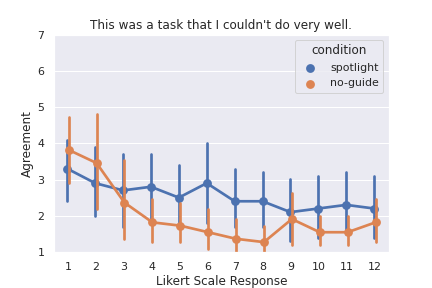 This was a task that I couldn't do very well.
7
6
5
4
3
2
1
Agreement
condition
spotlight
no-guide
1 2 3 4 5 6 7 8 9 10 11 12
Likert Scale Response